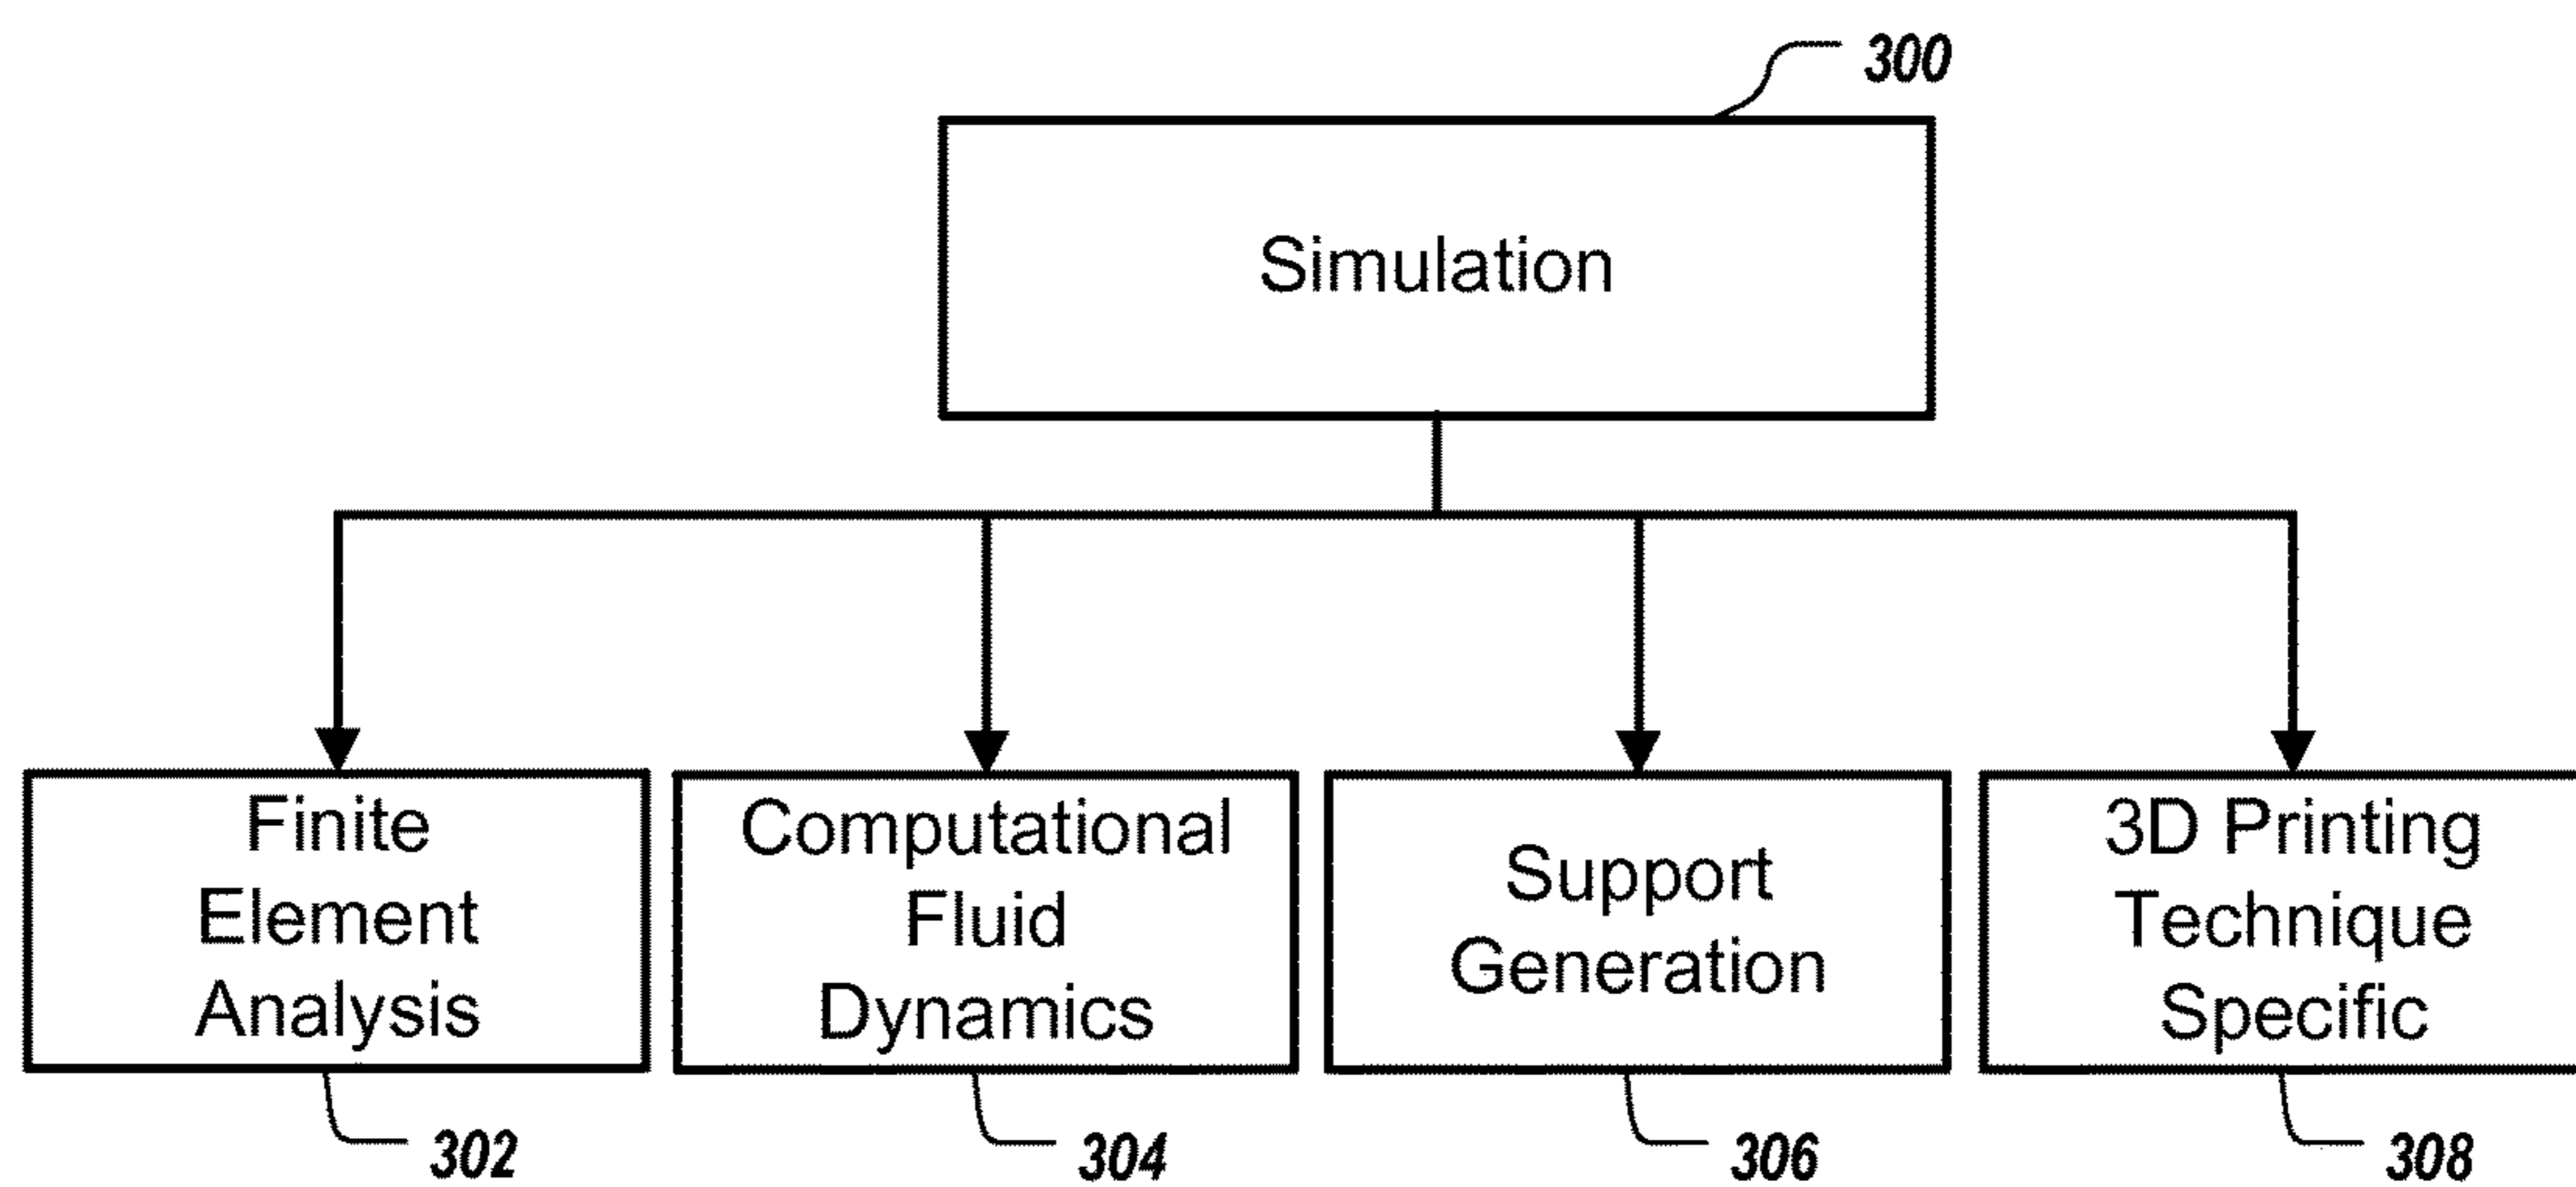 300
Simulation
Finite
Element
Analysis
302
Computational
Fluid
Dynamics
304
Support
Generation
306
3D Printing
Technique
Specific
308